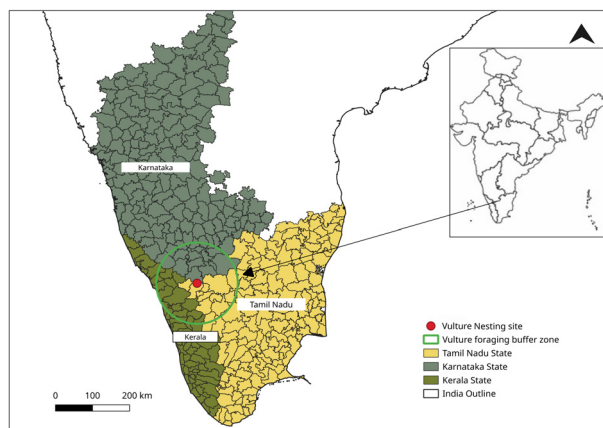 Karnataka
Tamil Nadu
Kerala
Vulture Nesting site
Vulture foraging buffer zone
Tamil Nadu State
Karnataka State
Kerala State
India Outline
0 100 200 km